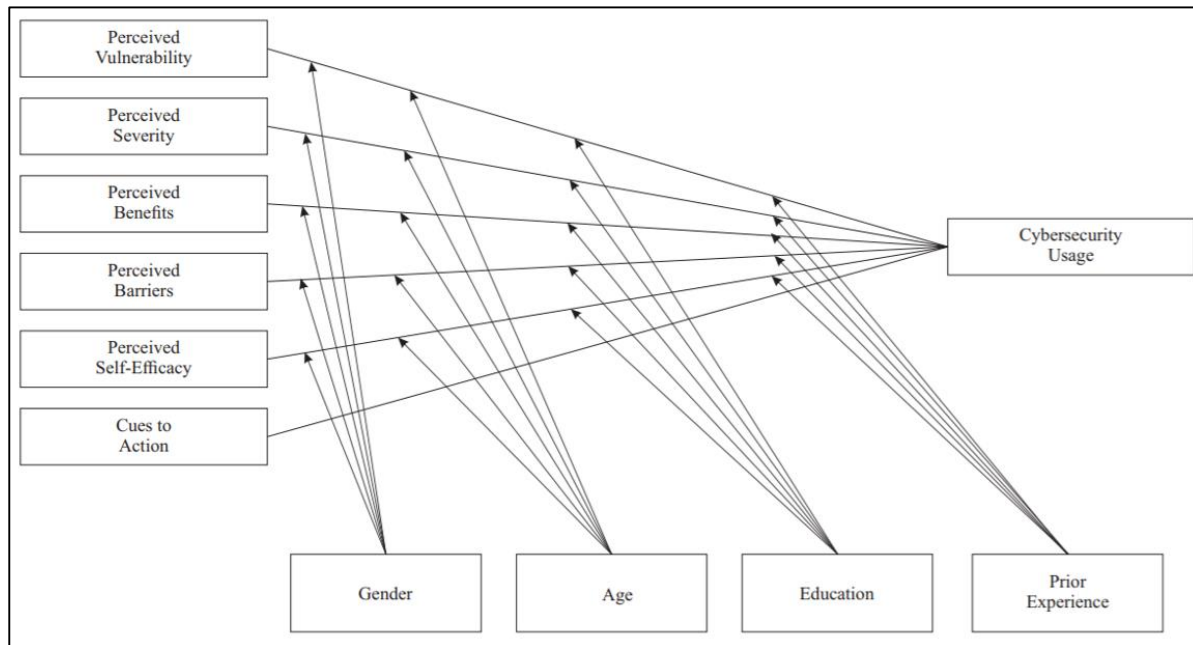 Perceived
Vulnerability
Perceived
Severity
Perceived
Benefits
Perceived
Barriers
Perceived
Self-Efficacy
Cues to
Action
Cybersecurity
Usage
Gender
Age
Education
Prior
Experience